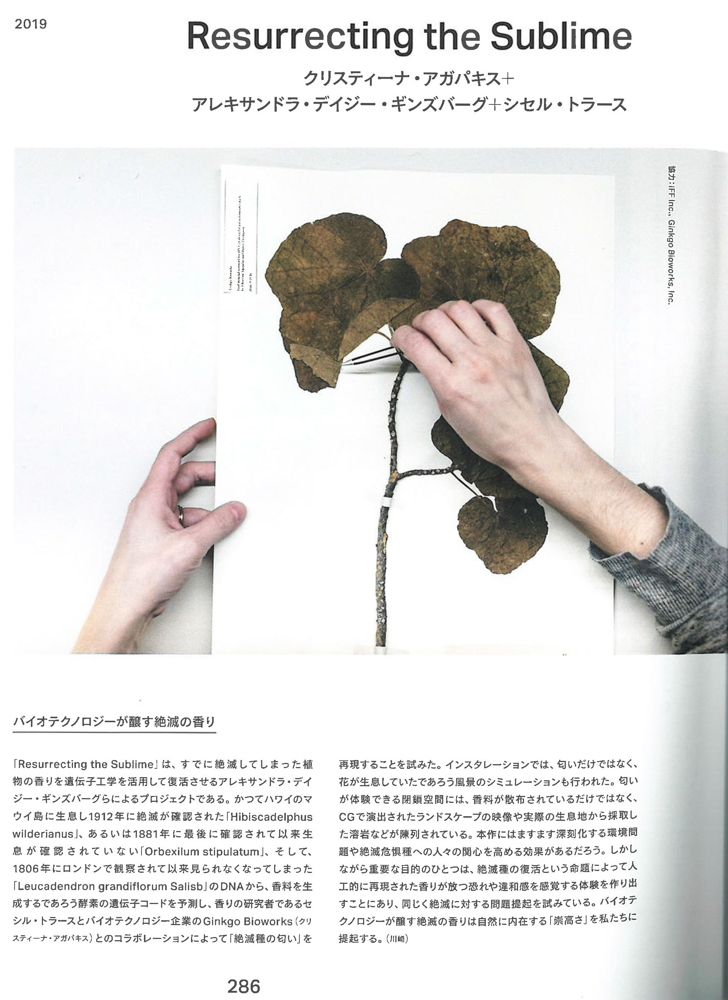 2019
Resurrecting the Sublime
クリスティーナ・アガパキス＋
アレキサンドラ・デイジー・ギンズバーグ＋シセル・トラース
協力：IFF Inc., Ginkgo Bioworks, Inc.
バイオテクノロジーが醸す絶滅の香り
「Resurrecting the Sublime」は、すでに絶滅してしまった植
物の香りを遺伝子工学を活用して復活させるアレキサンドラ・デイ
ジー・ギンズバーグらによるプロジェクトである。かつてハワイのマ
ウイ島に生息し1912年に絶滅が確認された「Hibiscadelphus
wilderianus」、あるいは1881年に最後に確認されて以来生
息が確認されていない「Orbexilum stipulatum」、そして、
1806年にロンドンで観察されて以来見られなくなってしまった
「Leucadendron grandiflorum Salisb」のDNAから、香料を生
成するであろう酵素の遺伝子コードを予測し、香りの研究者であるセ
シル・トラースとバイオテクノロジー企業のGinkgo Bioworks（クリ
スティーナ・アガパキス）とのコラボレーションによって「絶滅種の匂い」を
再現することを試みた。インスタレーションでは、匂いだけではなく、
花が生息していたであろう風景のシミュレーションも行われた。匂い
が体験できる閉鎖空間には、香料が散布されているだけではなく、
CGで演出されたランドスケープの映像や実際の生息地から採取し
た溶岩などが陳列されている。本作にはますます深刻化する環境問
題や絶滅危惧種への人々の関心を高める効果があるだろう。しかし
ながら重要な目的のひとつは、絶滅種の復活という命題によって人
工的に再現された香りが放つ恐れや違和感を感覚する体験を作り出
すことにあり、同じく絶滅に対する問題提起を試みている。バイオテ
クノロジーが醸す絶滅の香りは自然に内在する「崇高さ」を私たちに
提起する。（川崎）
286